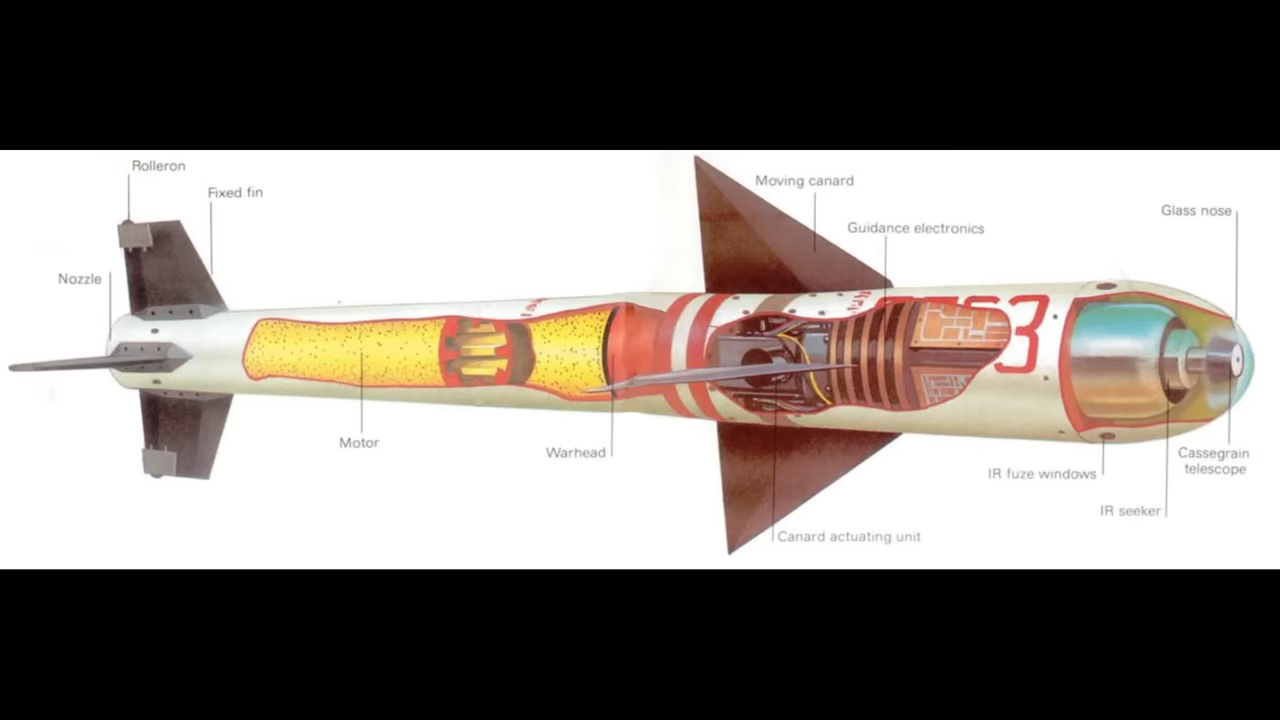 Rolleron
Fixed fin
Moving canard
Guidance electronics
Glass nose
Nozzle
3
Motor
Warhead
Cassegrain
telescope
IR fuze windows
IR seeker
Canard actuating unit